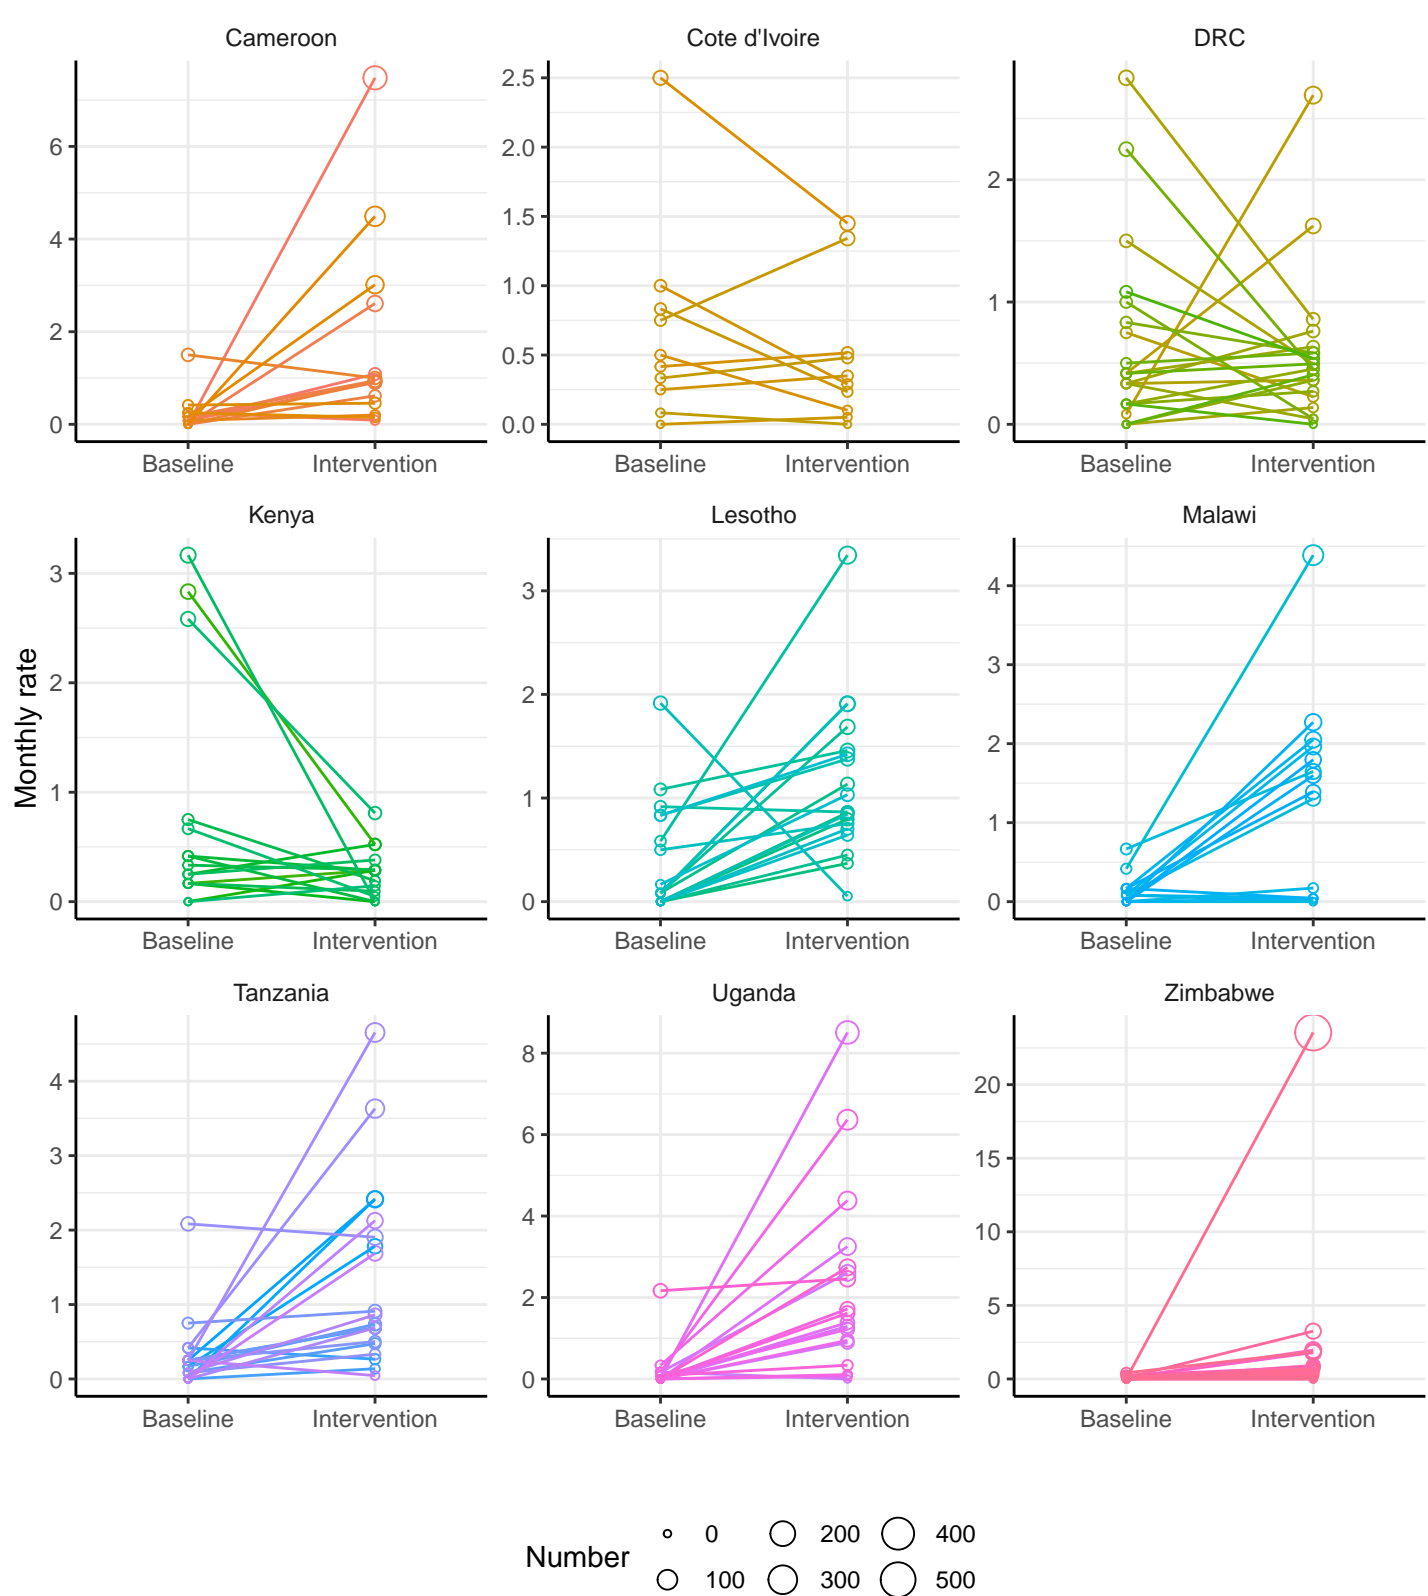 Cameroon
Cote d'Ivoire
DRC
6
4
2
0
2.5
2.0
1.5
1.0
0.5
0.0
2
1
0
Baseline Intervention
Baseline Intervention
Baseline Intervention
Kenya
Lesotho
Malawi
Monthly rate
3
2
1
0
3
2
1
0
4
3
2
1
0
Baseline Intervention
Baseline Intervention
Baseline Intervention
Tanzania
Uganda
Zimbabwe
4
3
2
1
0
8
6
4
2
0
20
15
10
5
0
Baseline Intervention
Baseline Intervention
Baseline Intervention
Number
0 200 400
100 300 500